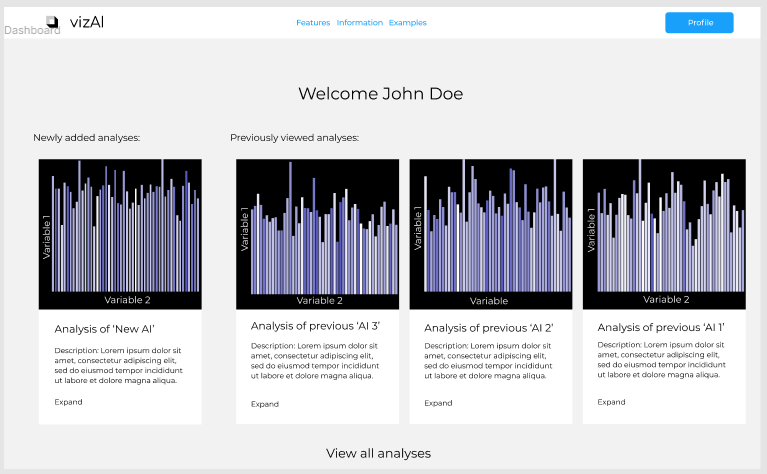 Dashboard
vizAI
Features Information Examples
Profile
Welcome John Doe
Newly added analyses:
Previously viewed analyses:
Variable 1
Variable 2
Analysis of ‘New AI’
Description: Lorem ipsum dolor sit
amet, consectetur adipiscing elit,
sed do eiusmod tempor incididunt
ut labore et dolore magna aliqua.
Expand
Variable 1
Variable 2
Analysis of previous ‘AI 3’
Description: Lorem ipsum dolor sit
amet, consectetur adipiscing elit,
sed do eiusmod tempor incididunt
ut labore et dolore magna aliqua.
Expand
Variable 1
Variable
Analysis of previous ‘AI 2’
Description: Lorem ipsum dolor sit
amet, consectetur adipiscing elit,
sed do eiusmod tempor incididunt
ut labore et dolore magna aliqua.
Expand
Variable 1
Variable 2
Analysis of previous ‘AI 1’
Description: Lorem ipsum dolor sit
amet, consectetur adipiscing elit,
sed do eiusmod tempor incididunt
ut labore et dolore magna aliqua.
Expand
View all analyses